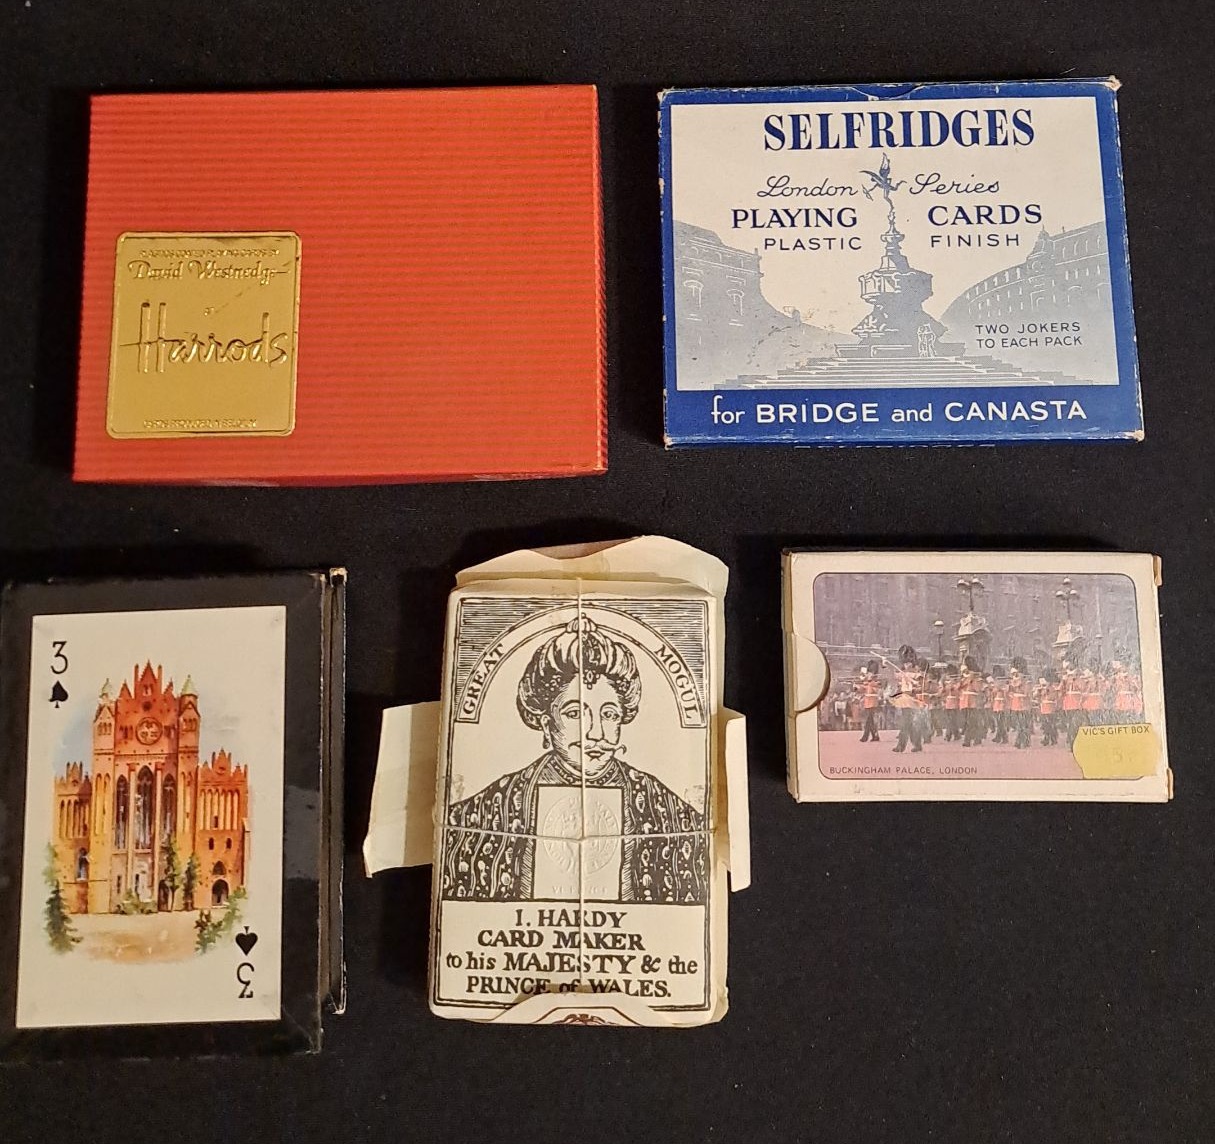 David Westnedge
AT
Harrods
SELFRIDGES
London Series
PLAYING CARDS
PLASTIC FINISH
TWO JOKERS
TO EACH PACK
for BRIDGE and CANASTA
3
3
GREAT MOGUL
I. HARDY
CARD MAKER
to his MAJESTY & the
PRINCE of WALES.
VIC'S GIFT BOX
BUCKINGHAM PALACE, LONDON